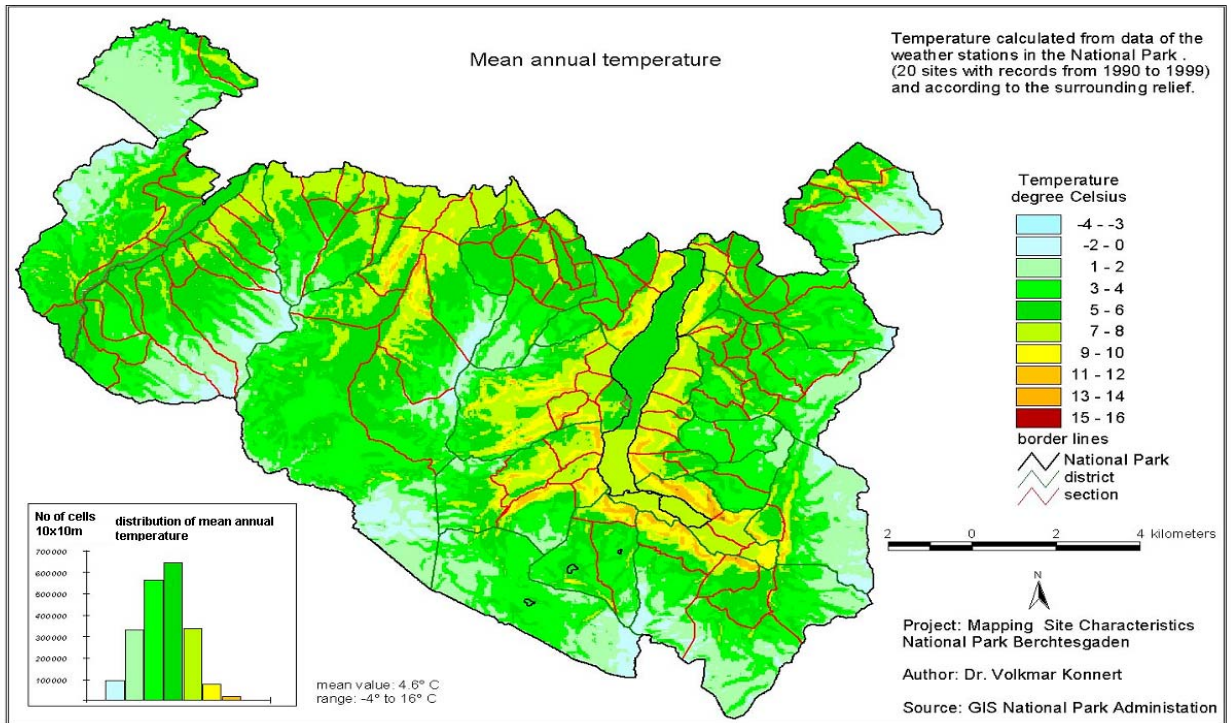 Mean annual temperature
Temperature calculated from data of the
weather stations in the National Park .
(20 sites with records from 1990 to 1999)
and according to the surrounding relief.
Temperature
degree Celsius
-4 - -3
-2 - 0
1 - 2
3 - 4
5 - 6
7 - 8
9 - 10
11 - 12
13 - 14
15 - 16
border lines
National Park
district
section
2 0 2 4 kilometers
N
Project: Mapping Site Characteristics
National Park Berchtesgaden
Author: Dr. Volkmar Konnert
Source: GIS National Park Administation
No of cells
10x10m
distribution of mean annual
temperature
700000
600000
500000
400000
300000
200000
100000
mean value: 4.6° C
range: -4° to 16° C